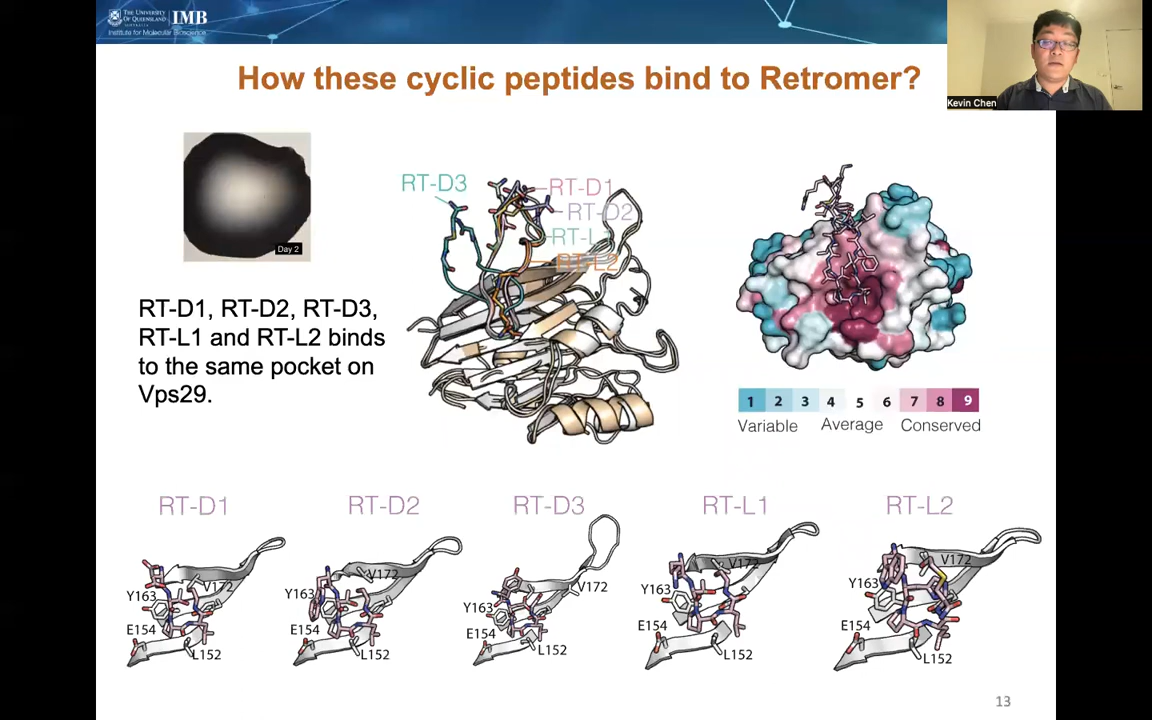 THE UNIVERSITY
OF QUEENSLAND
AUSTRALIA
IMB
Institute for Molecular Bioscience
Kevin Chen
How these cyclic peptides bind to Retromer?
Day 2
RT-D3
RT-D1
RT-D2
RT-L1
RT-L2
RT-D1, RT-D2, RT-D3,
RT-L1 and RT-L2 binds
to the same pocket on
Vps29.
1 2 3 4 5 6 7 8 9
Variable Average Conserved
RT-D1 RT-D2 RT-D3 RT-L1 RT-L2
V172
Y163
E154
L152
V172
Y163
E154
L152
V172
Y163
E154
L152
V172
Y163
E154
L152
V172
Y163
E154
L152
13